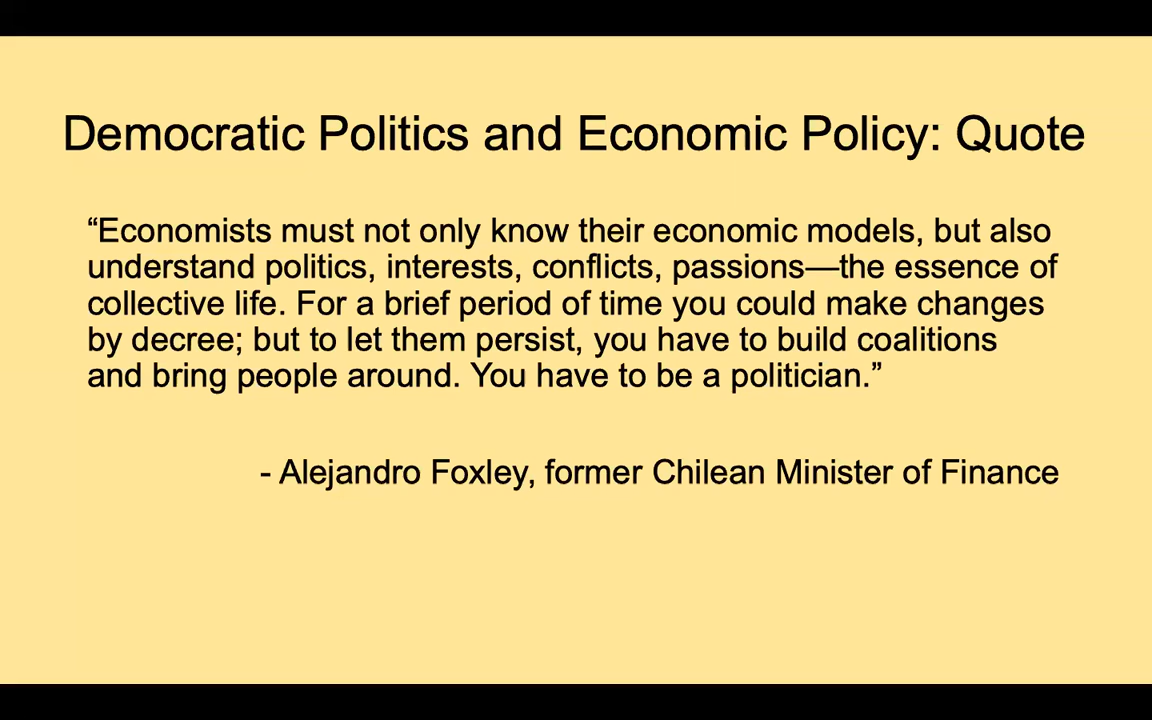 Democratic Politics and Economic Policy: Quote
“Economists must not only know their economic models, but also
understand politics, interests, conflicts, passions—the essence of
collective life. For a brief period of time you could make changes
by decree; but to let them persist, you have to build coalitions
and bring people around. You have to be a politician.”
- Alejandro Foxley, former Chilean Minister of Finance